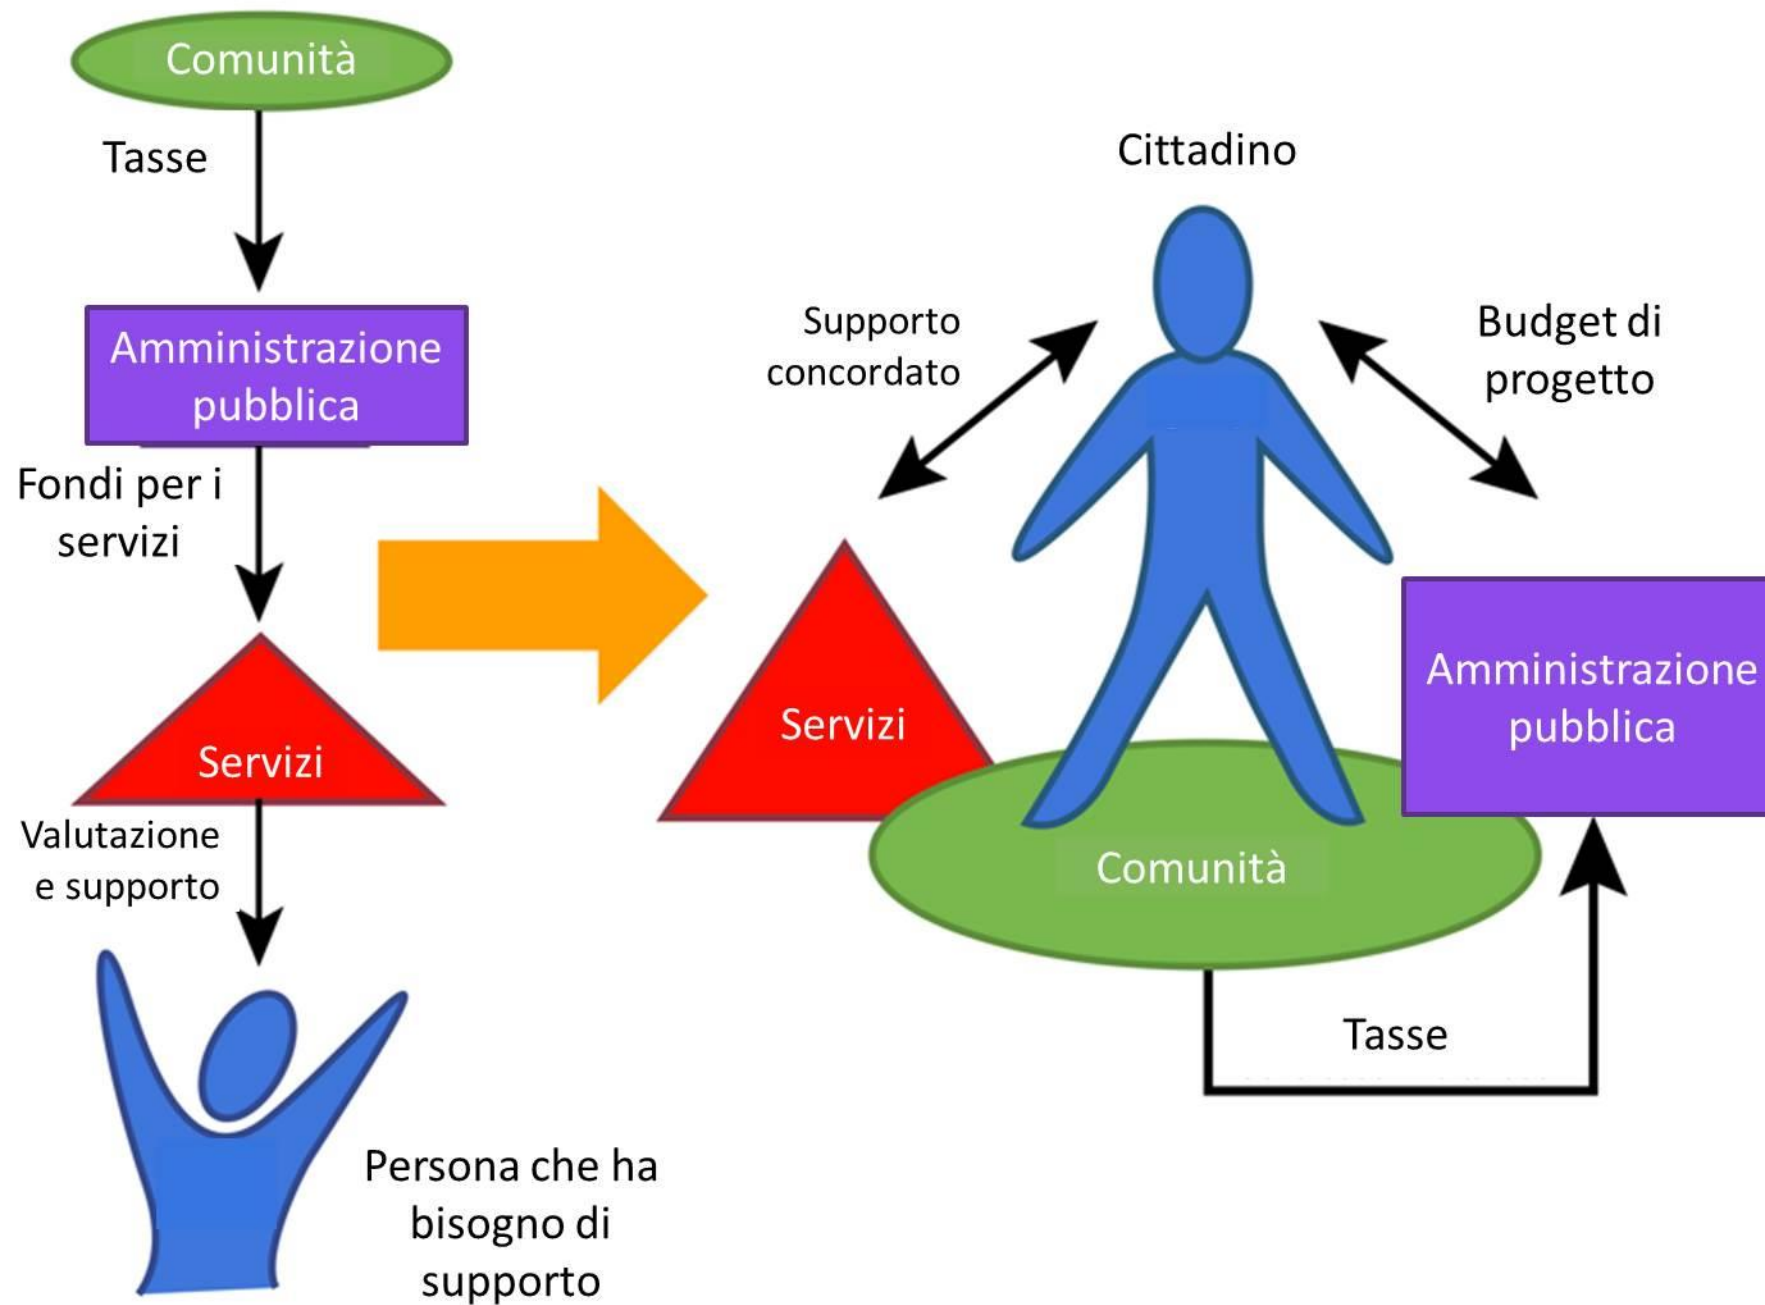 Comunità
Tasse
Amministrazione
pubblica
Fondi per i
servizi
Servizi
Valutazione
e supporto
Persona che ha
bisogno di
supporto
Cittadino
Supporto
concordato
Budget di
progetto
Servizi
Amministrazione
pubblica
Comunità
Tasse